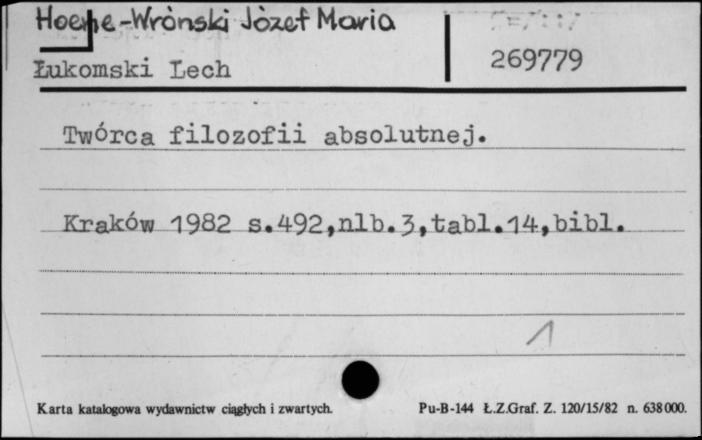 Hoene-Wroński Józef Maria
Łukomski Lech
269779
Twórca filozofii absolutnej.
Kraków 1982 s.492,nlb.3,tabl.14,bibl.
1
Karta katalogowa wydawnictw ciągłych i zwartych.
Pu-B-144 Ł.Z.Graf. Z. 120/15/82 n. 638000.